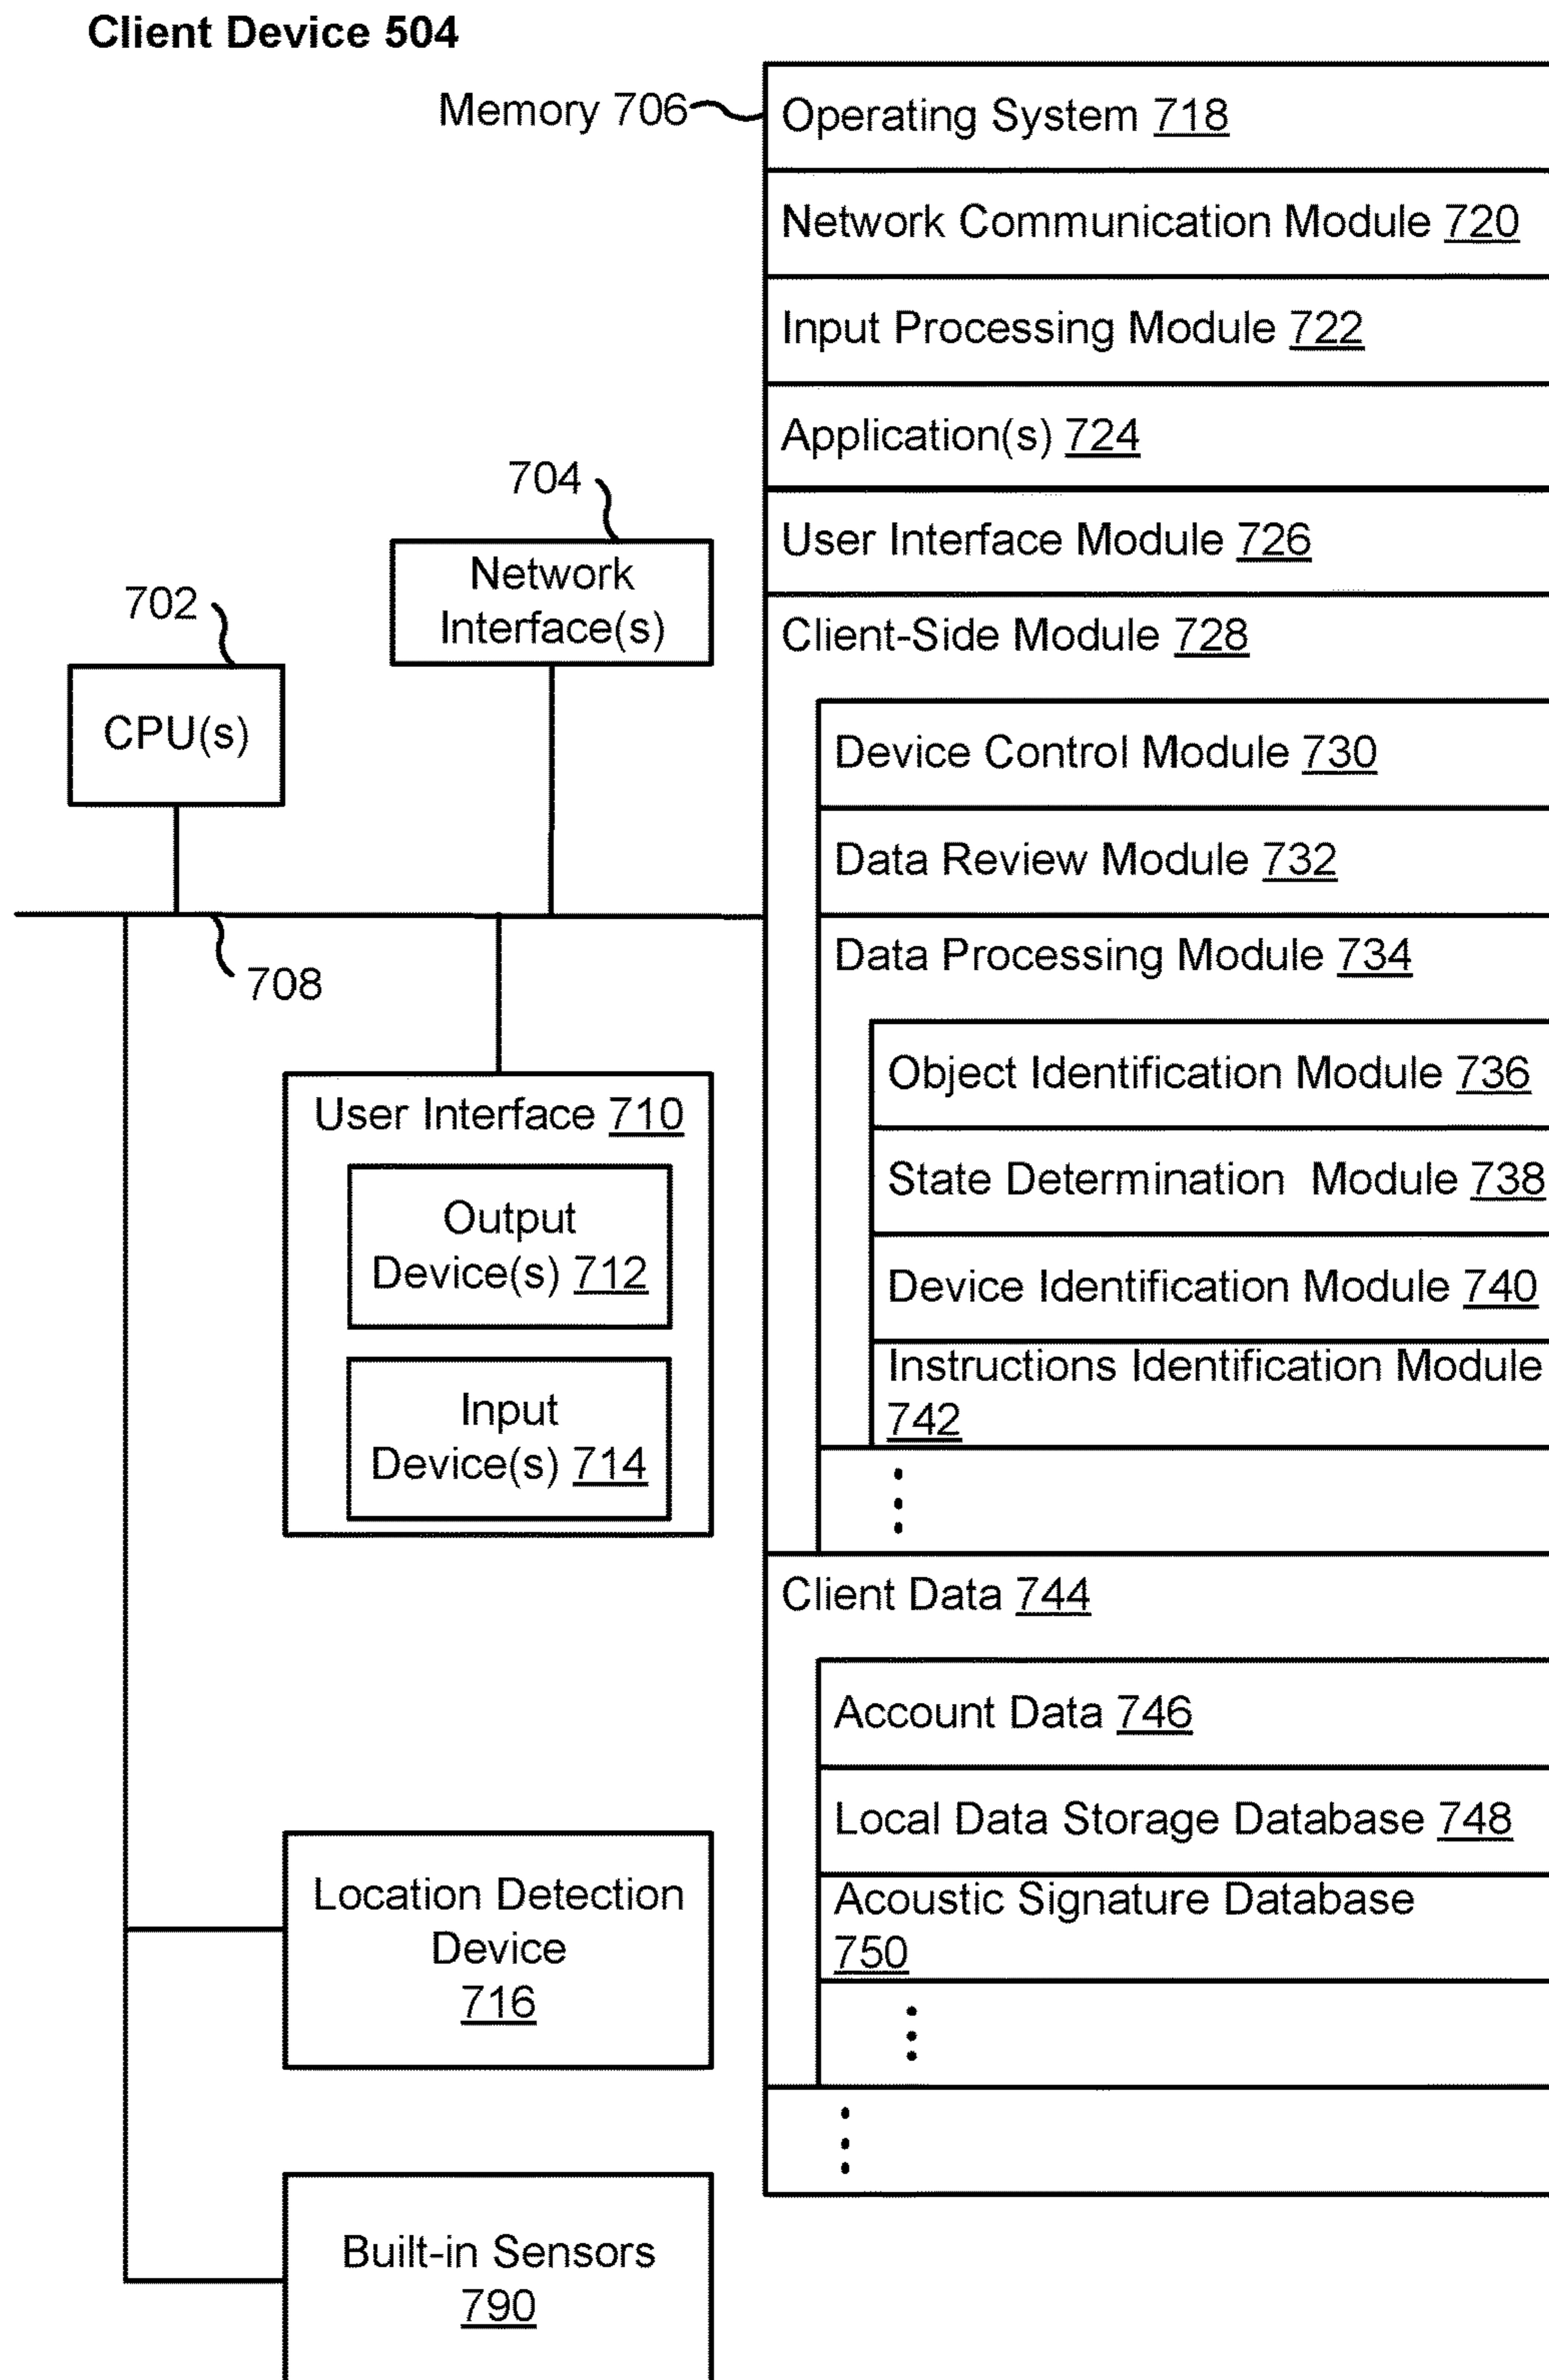 Client Device 504
Memory 706
Operating System 718
Network Communication Module 720
Input Processing Module 722
Application(s) 724
User Interface Module 726
Client-Side Module 728
Device Control Module 730
Data Review Module 732
Data Processing Module 734
Object Identification Module 736
State Determination Module 738
Device Identification Module 740
Instructions Identification Module
742
Client Data 744
Account Data 746
Local Data Storage Database 748
Acoustic Signature Database
750
704
Network
Interface(s)
702
CPU(s)
708
User Interface 710
Output
Device(s) 712
Input
Device(s) 714
Location Detection
Device
716
Built-in Sensors
790